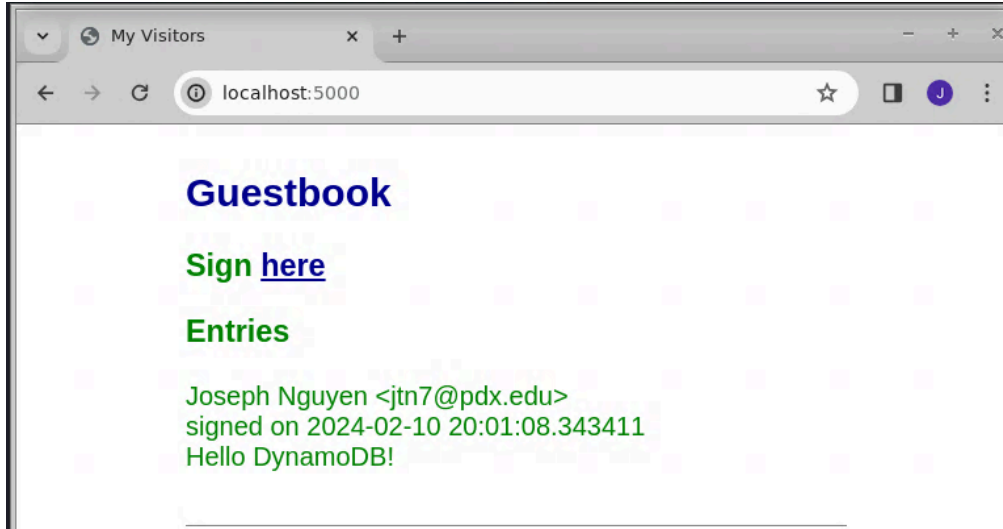 My Visitors
localhost:5000
J
Guestbook
Sign here
Entries
Joseph Nguyen <jtn7@pdx.edu>
signed on 2024-02-10 20:01:08.343411
Hello DynamoDB!